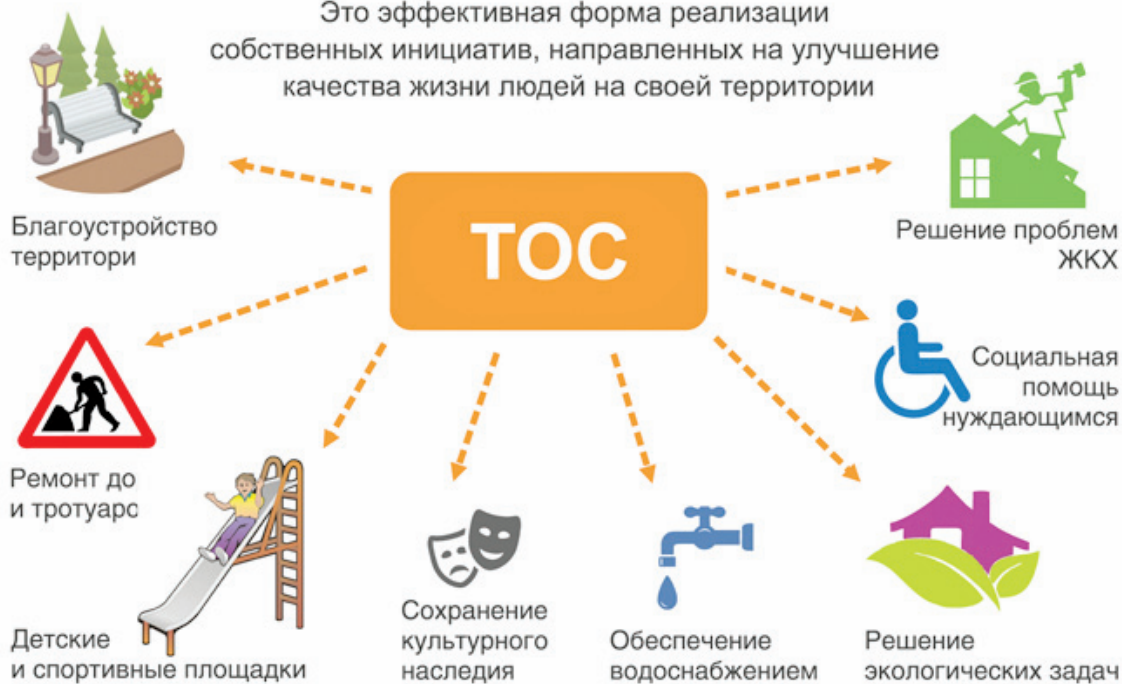 Это эффективная форма реализации
собственных инициатив, направленных на улучшение
качества жизни людей на своей территории
ТОС
Благоустройство
территори
Решение проблем
ЖКХ
Социальная
помощь
нуждающимся
Ремонт до
и тротуарс
Детские
и спортивные площадки
Сохранение
культурного
наследия
Обеспечение
водоснабжением
Решение
экологических задач